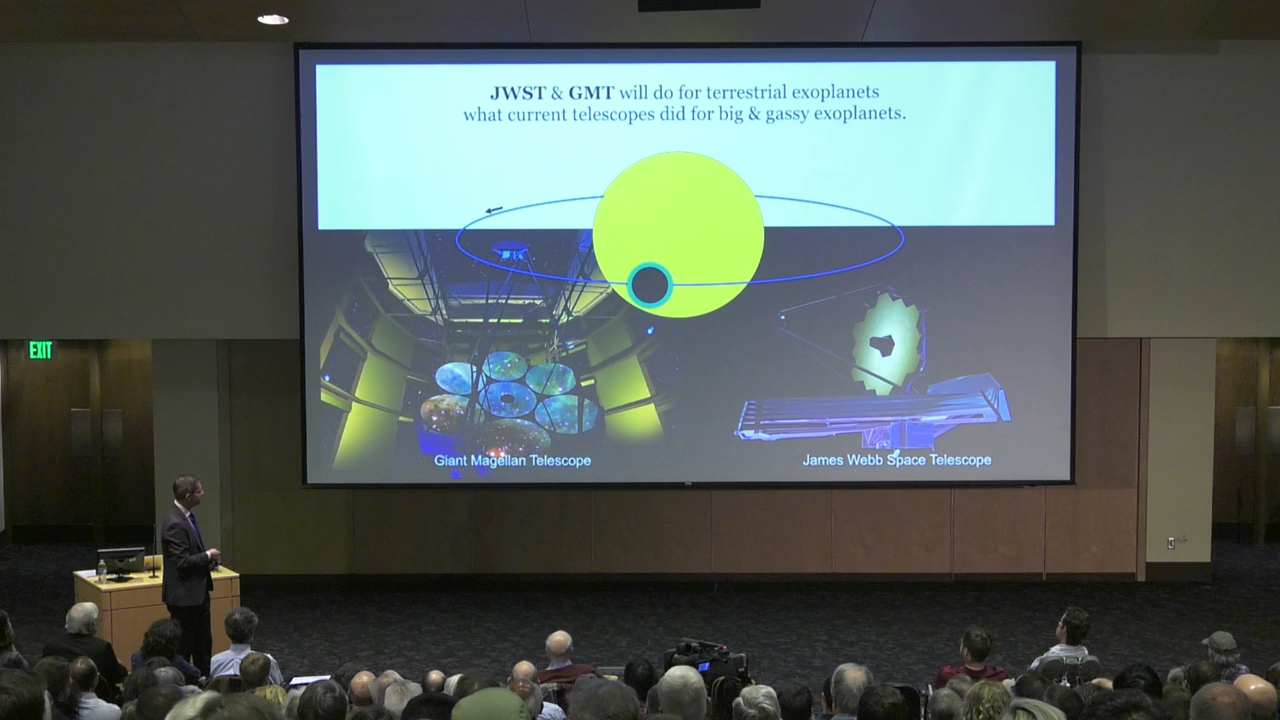 JWST & GMT will do for terrestrial exoplanets
what current telescopes did for big & gassy exoplanets.
EXIT
Giant Magellan Telescope
James Webb Space Telescope